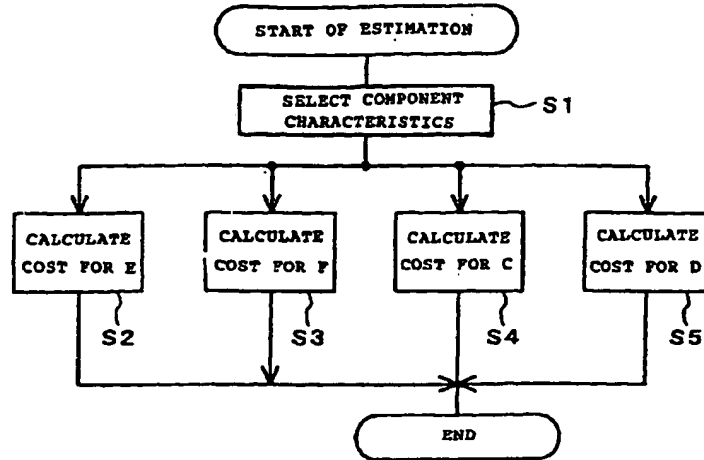 START OF ESTIMATION
SELECT COMPONENT
CHARACTERISTICS
S1
CALCULATE
COST FOR E
S2
CALCULATE
COST FOR F
S3
CALCULATE
COST FOR C
S4
CALCULATE
COST FOR D
S5
END